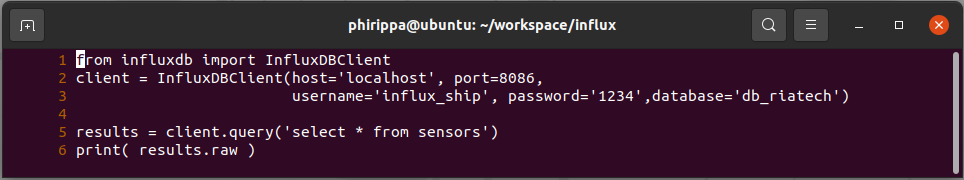 phirippa@ubuntu: ~/workspace/influx
1 from influxdb import InfluxDBClient
2 client = InfluxDBClient(host='localhost', port=8086,
3                         username='influx_ship', password='1234',database='db_riatech')
4
5 results = client.query('select * from sensors')
6 print( results.raw )